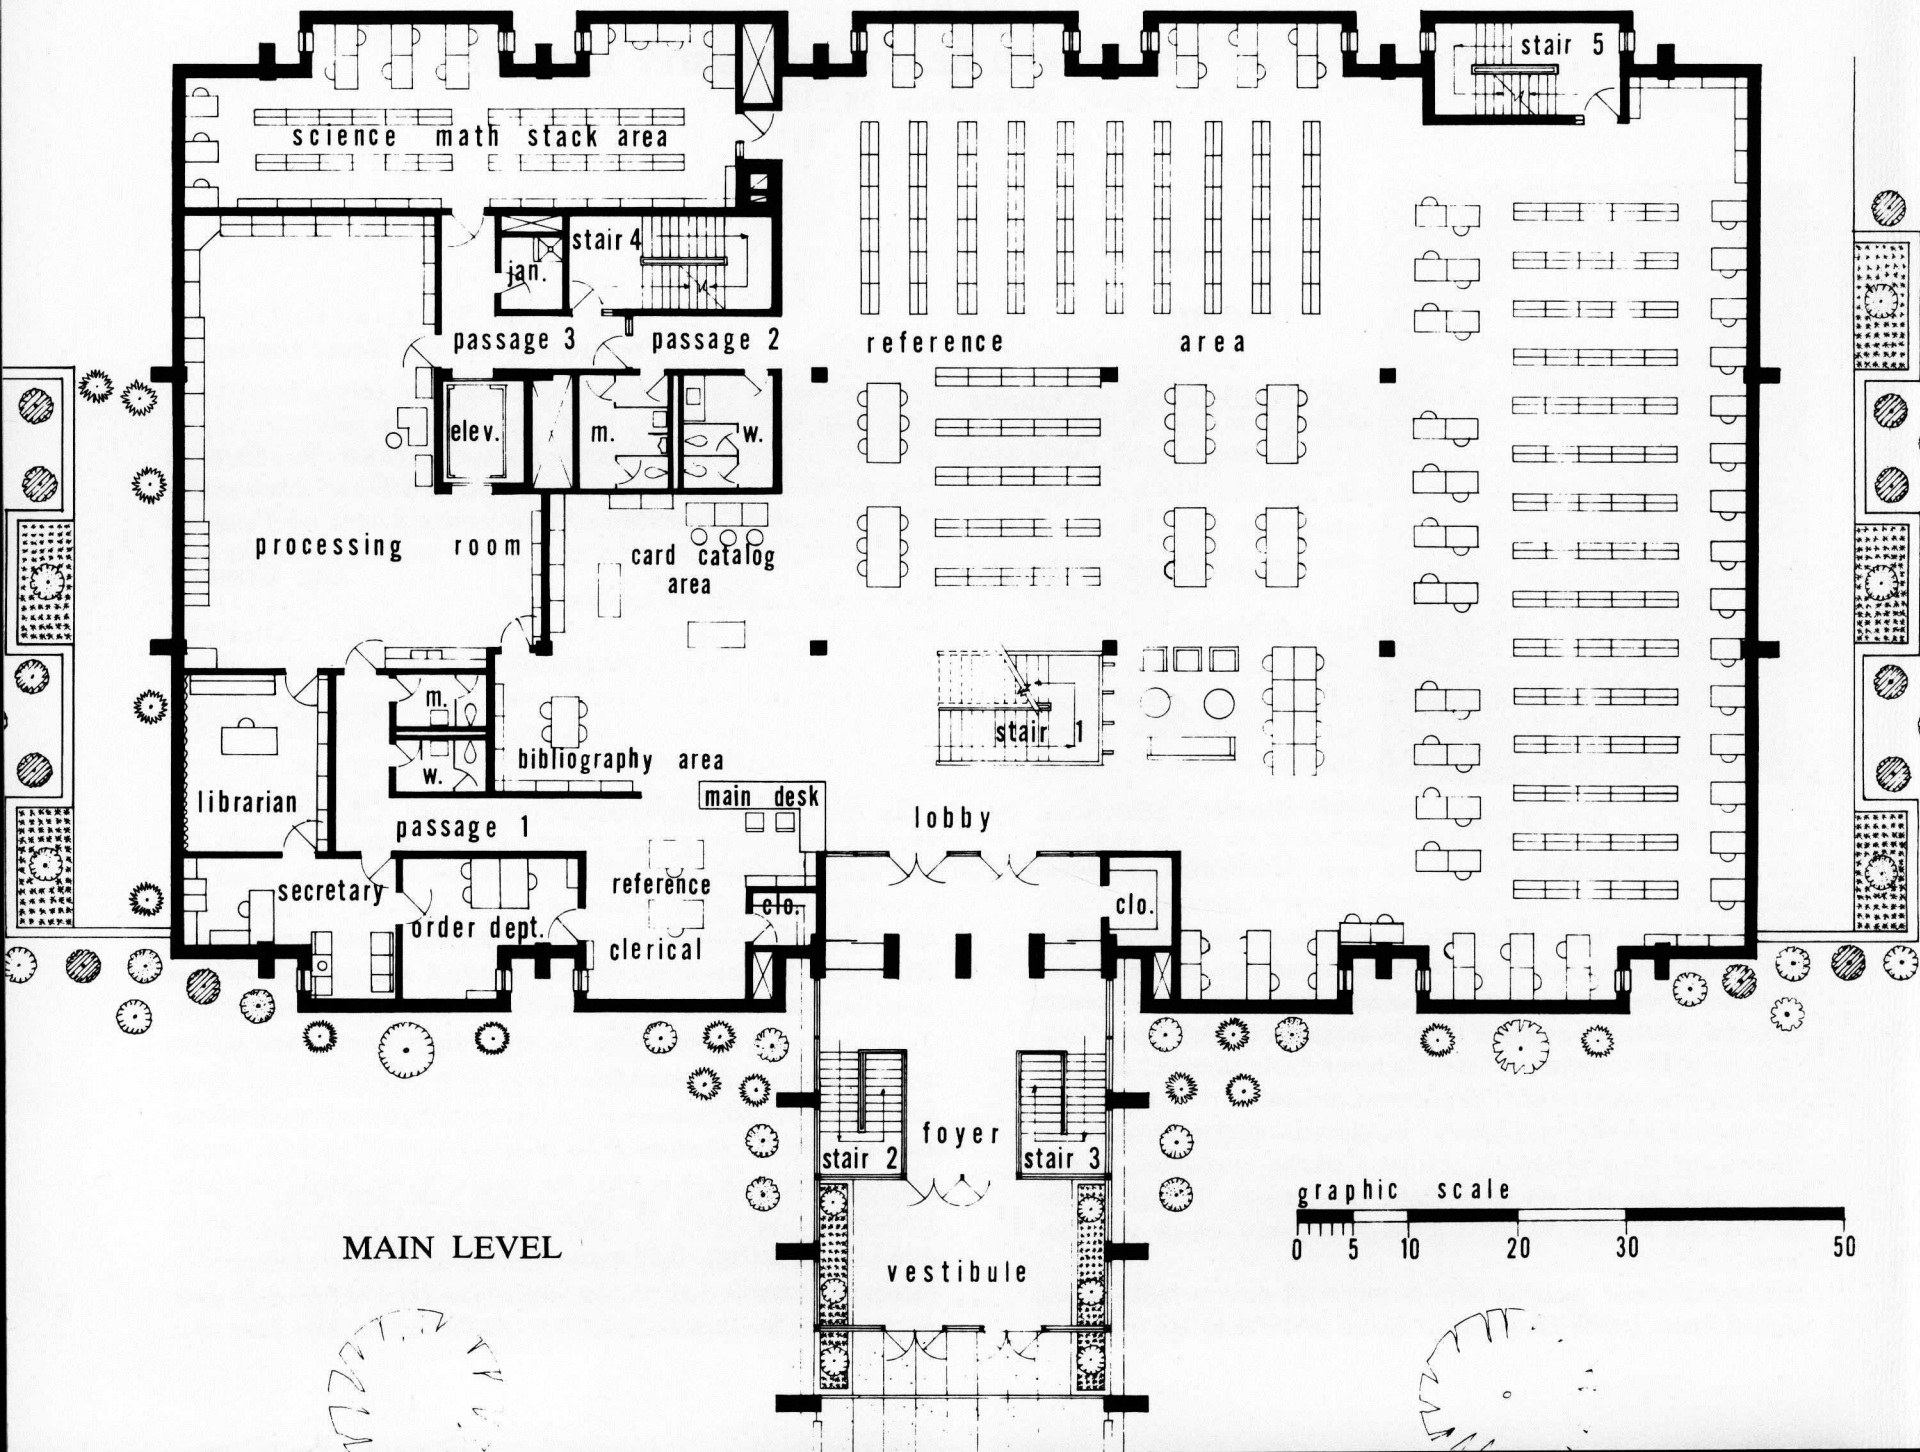 stair 5
science math stack area
stair 4
jan.
passage 3
passage 2
reference area
elev.
m.
w.
processing room
card catalog
area
m.
w.
bibliography area
stair 1
librarian
main desk
lobby
passage 1
secretary
reference
clo.
clo.
order dept.
clerical
foyer
stair 2
stair 3
graphic scale
0 5 10 20 30 50
MAIN LEVEL
vestibule